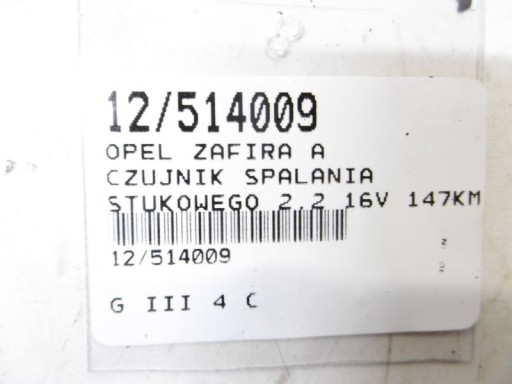 12/514009
OPEL ZAFIRA A
CZUJNIK SPALANIA
STUKOWEGO 2.2 16V 147KM
12/514009
G III 4 C